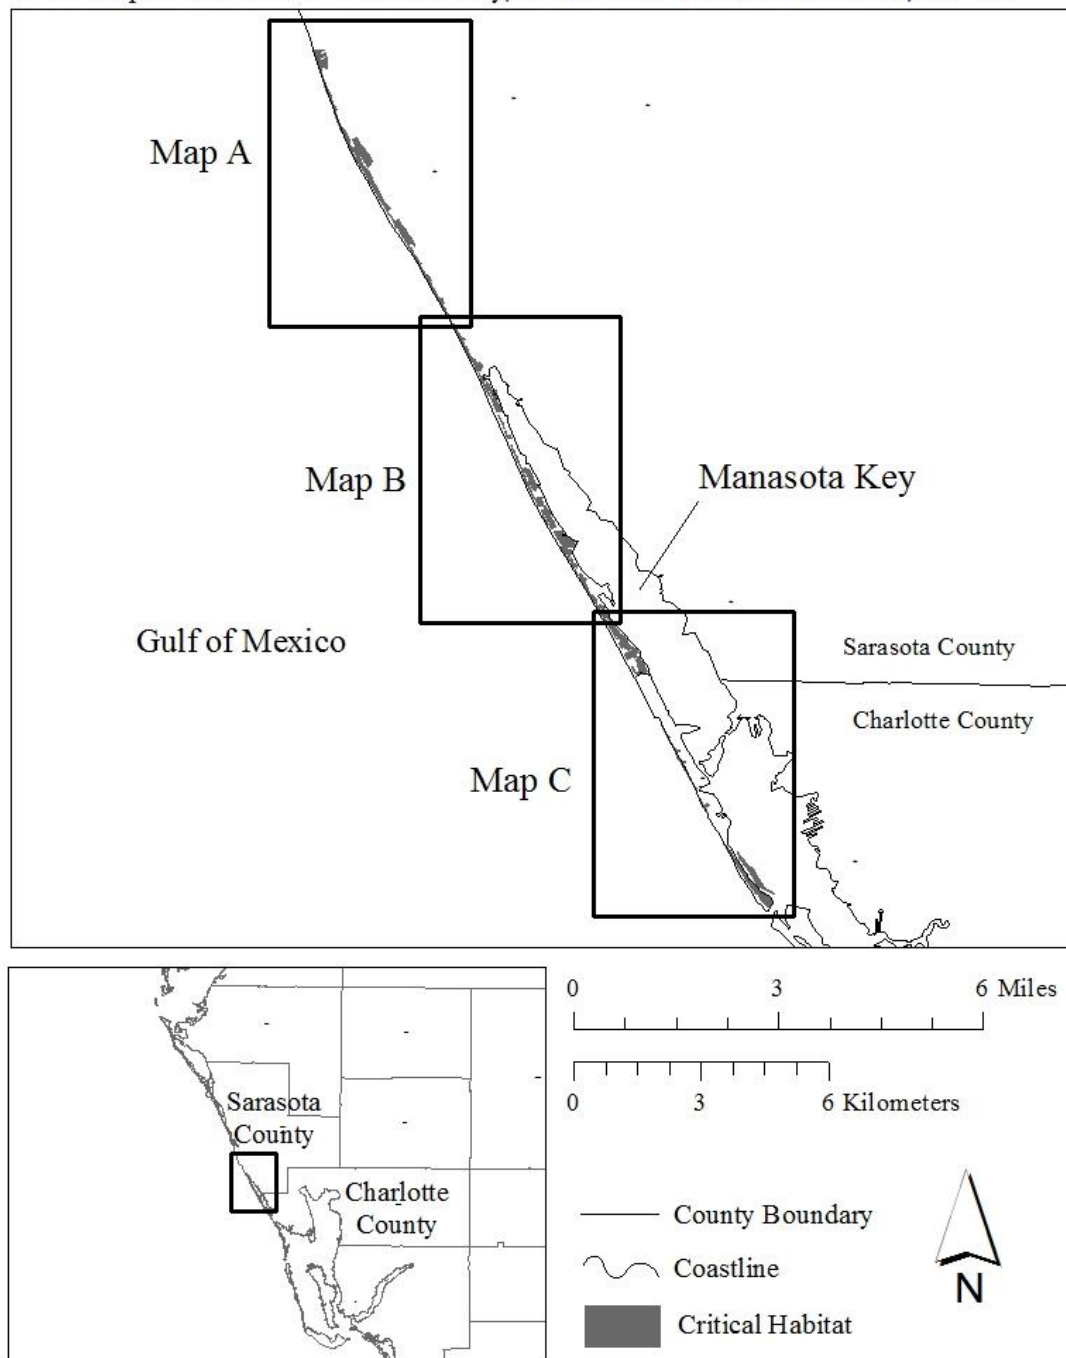 Map A
Map B
Manasota Key
Gulf of Mexico
Sarasota County
Charlotte County
Map C
0 3 6 Miles
0 3 6 Kilometers
Sarasota
County
Charlotte
County
County Boundary
Coastline
Critical Habitat
N